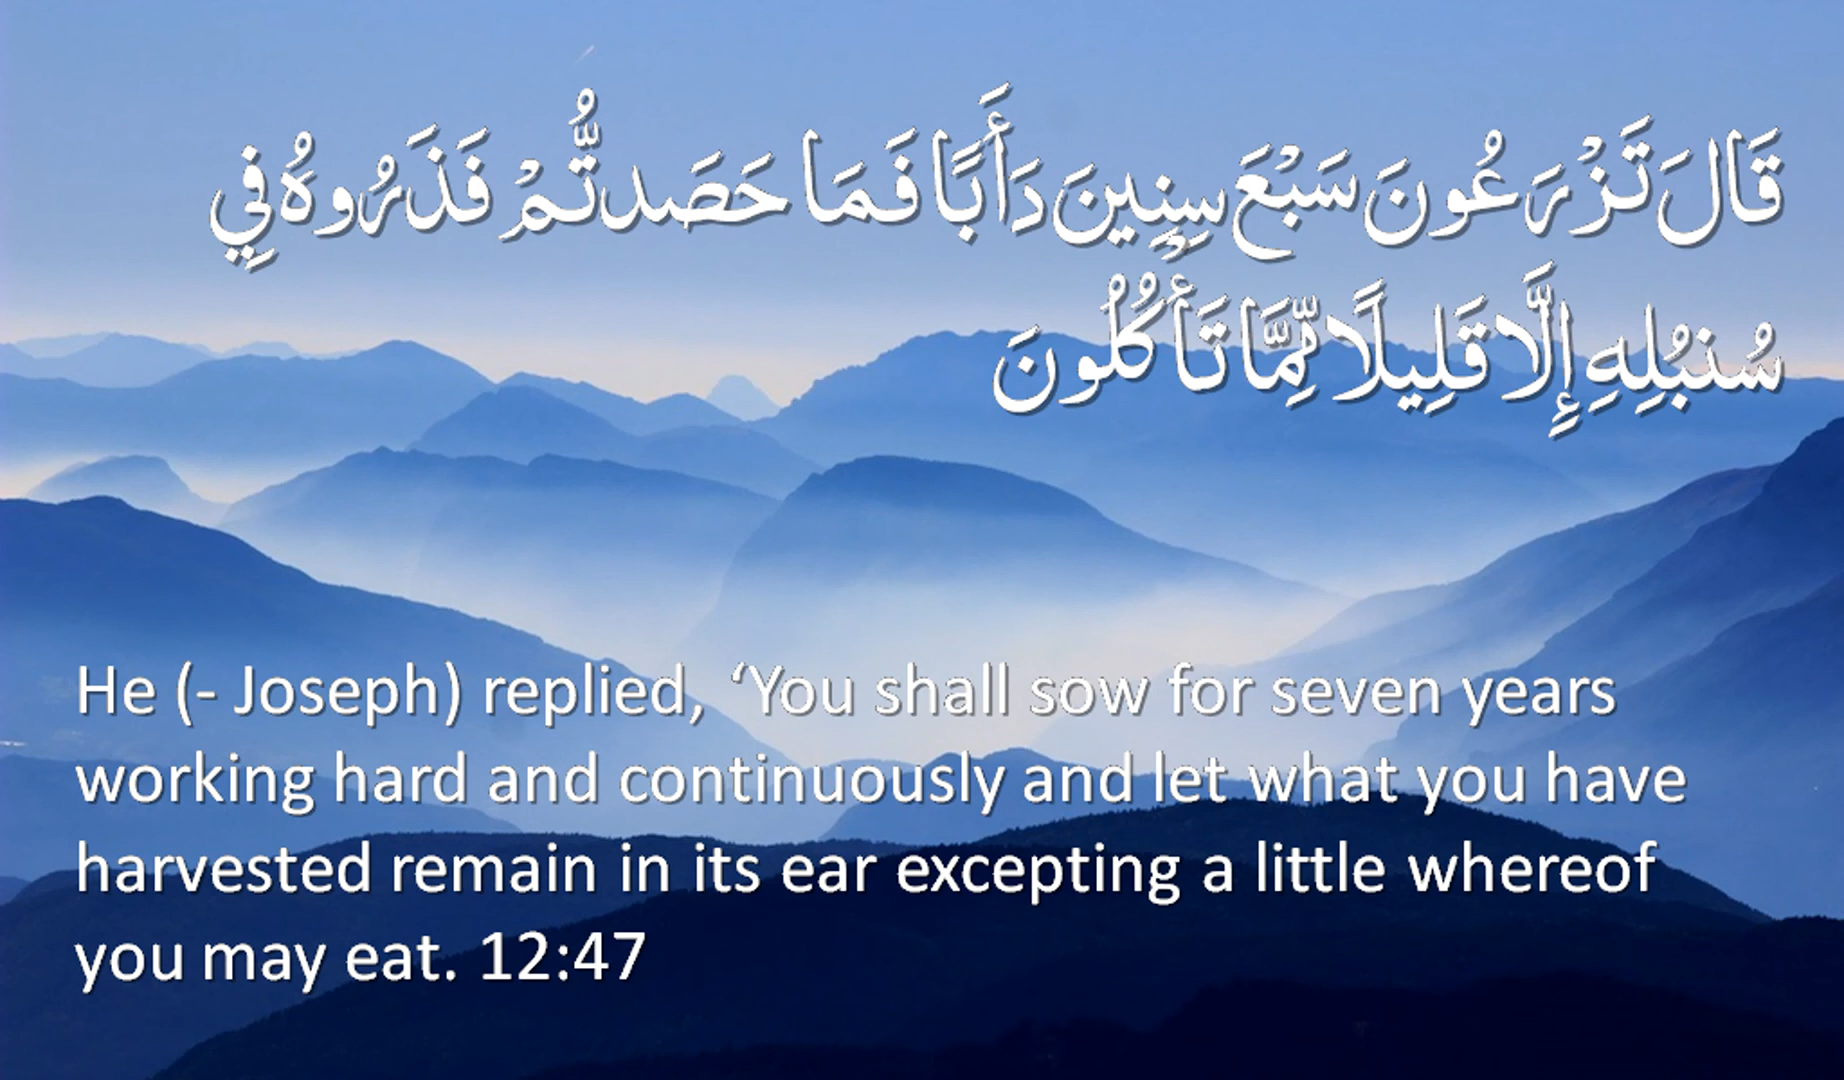 قَالَ تَزْرَعُونَ سَبْعَ سِنِينَ دَأَبًا فَمَا حَصَدتُّمْ فَذَرُوهُ فِي
سُنبُلِهِ إِلَّا قَلِيلًا مِّمَّا تَأْكُلُونَ
He (- Joseph) replied, ‘You shall sow for seven years
working hard and continuously and let what you have
harvested remain in its ear excepting a little whereof
you may eat. 12:47